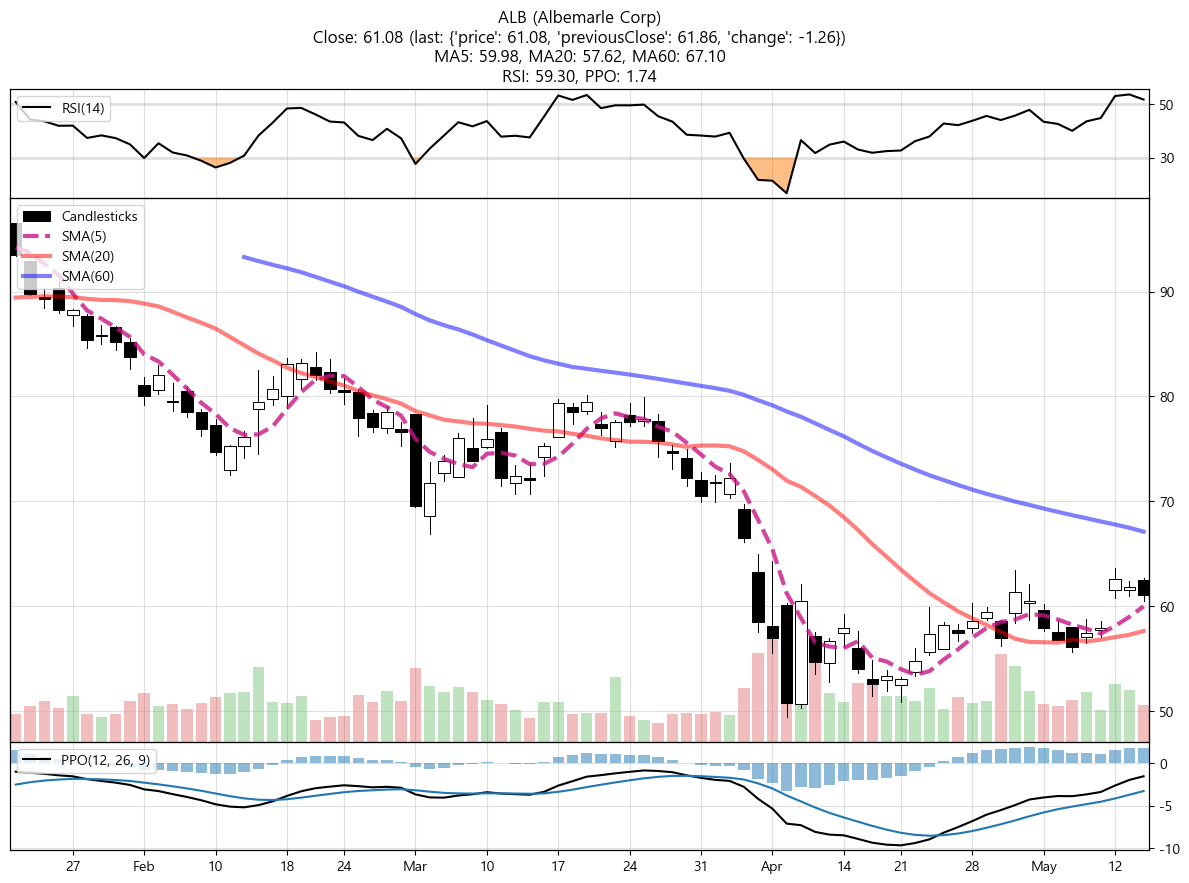 ALB (Albemarle Corp)
Close: 61.08 (last: {'price': 61.08, 'previousClose': 61.86, 'change': -1.26})
MA5: 59.98, MA20: 57.62, MA60: 67.10
RSI: 59.30, PPO: 1.74
RSI(14)
50
30
Candlesticks
SMA(5)
SMA(20)
SMA(60)
90
80
70
60
50
PPO(12, 26, 9)
0
-5
-10
27 Feb 10 18 24 Mar 10 17 24 31 Apr 14 21 28 May 12